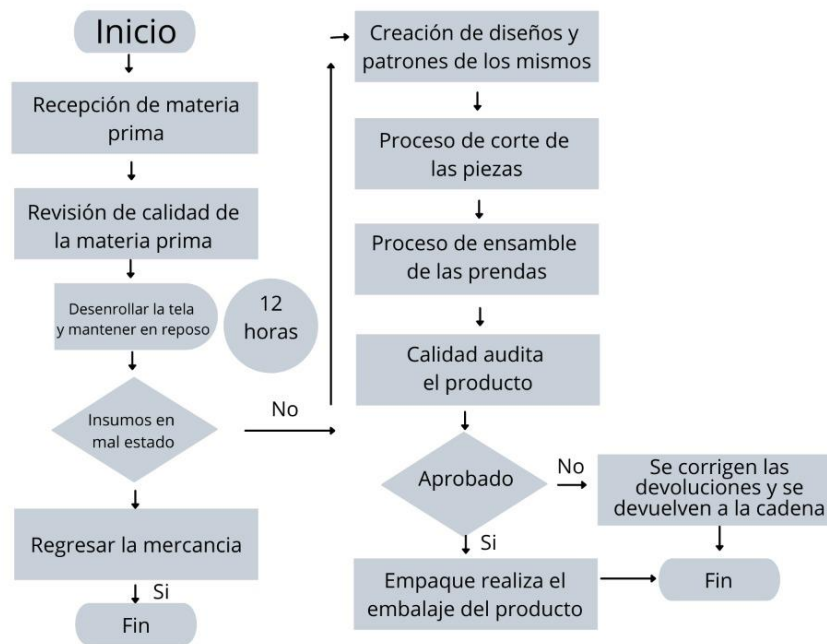 Inicio
Recepción de materia
prima
Revisión de calidad de
la materia prima
Desenrollar la tela
y mantener en reposo
12
horas
Insumos en
mal estado
No
Regresar la mercancia
Si
Fin
Creación de diseños y
patrones de los mismos
Proceso de corte de
las piezas
Proceso de ensamble
de las prendas
Calidad audita
el producto
Aprobado
No
Se corrigen las
devoluciones y se
devuelven a la cadena
Si
Empaque realiza el
embalaje del producto
Fin